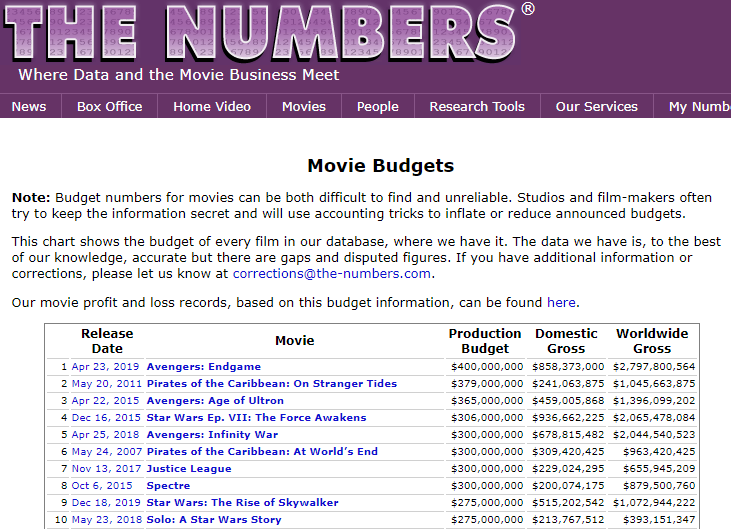 THE NUMBERS®
Where Data and the Movie Business Meet
News Box Office Home Video Movies People Research Tools Our Services My Numb
Movie Budgets
Note: Budget numbers for movies can be both difficult to find and unreliable. Studios and film-makers often
try to keep the information secret and will use accounting tricks to inflate or reduce announced budgets.
This chart shows the budget of every film in our database, where we have it. The data we have is, to the best
of our knowledge, accurate but there are gaps and disputed figures. If you have additional information or
corrections, please let us know at corrections@the-numbers.com.
Our movie profit and loss records, based on this budget information, can be found here.
Release Date Movie Production Budget Domestic Gross Worldwide Gross
1 Apr 23, 2019 Avengers: Endgame $400,000,000 $858,373,000 $2,797,800,564
2 May 20, 2011 Pirates of the Caribbean: On Stranger Tides $379,000,000 $241,063,875 $1,045,663,875
3 Apr 22, 2015 Avengers: Age of Ultron $365,000,000 $459,005,868 $1,396,099,202
4 Dec 16, 2015 Star Wars Ep. VII: The Force Awakens $306,000,000 $936,662,225 $2,065,478,084
5 Apr 25, 2018 Avengers: Infinity War $300,000,000 $678,815,482 $2,044,540,523
6 May 24, 2007 Pirates of the Caribbean: At World's End $300,000,000 $309,420,425 $963,420,425
7 Nov 13, 2017 Justice League $300,000,000 $229,024,295 $655,945,209
8 Oct 6, 2015 Spectre $300,000,000 $200,074,175 $879,500,760
9 Dec 18, 2019 Star Wars: The Rise of Skywalker $275,000,000 $515,202,542 $1,072,944,222
10 May 23, 2018 Solo: A Star Wars Story $275,000,000 $213,767,512 $393,151,347